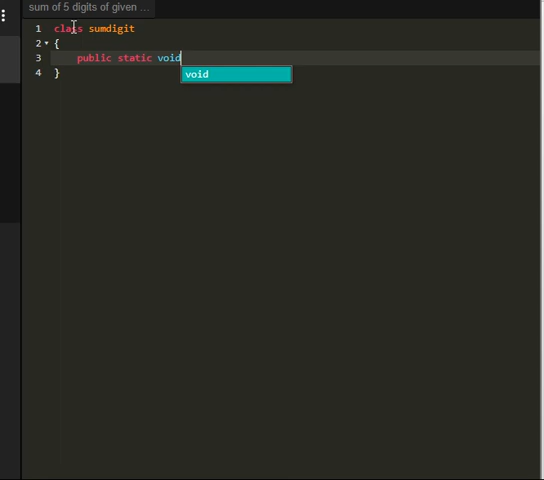 sum of 5 digits of given ...
1 class sumdigit
2 {
3 public static void
void
4 }